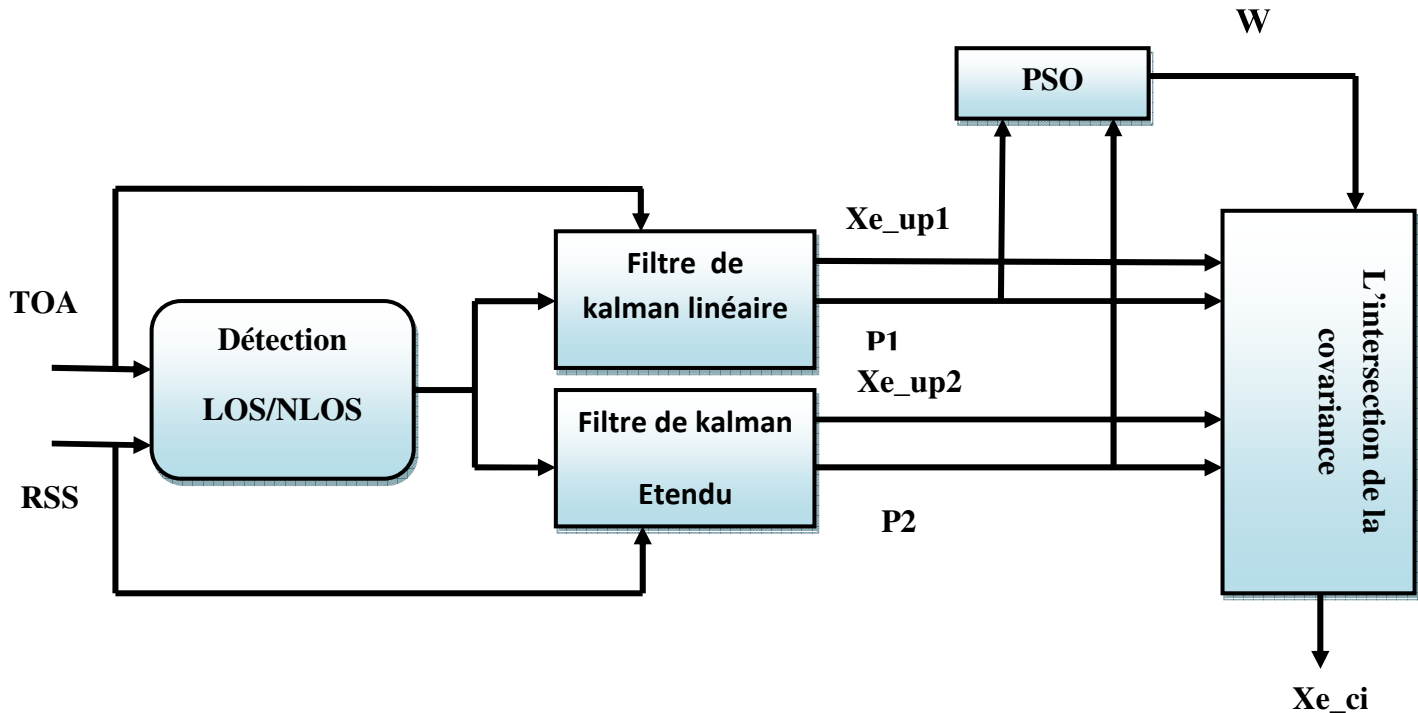 W
PSO
Xe_up1
Filtre de
kalman linéaire
TOA
Détection
LOS/NLOS
P1
Xe_up2
Filtre de kalman
Etendu
RSS
P2
L'intersection de la
covariance
Xe_ci